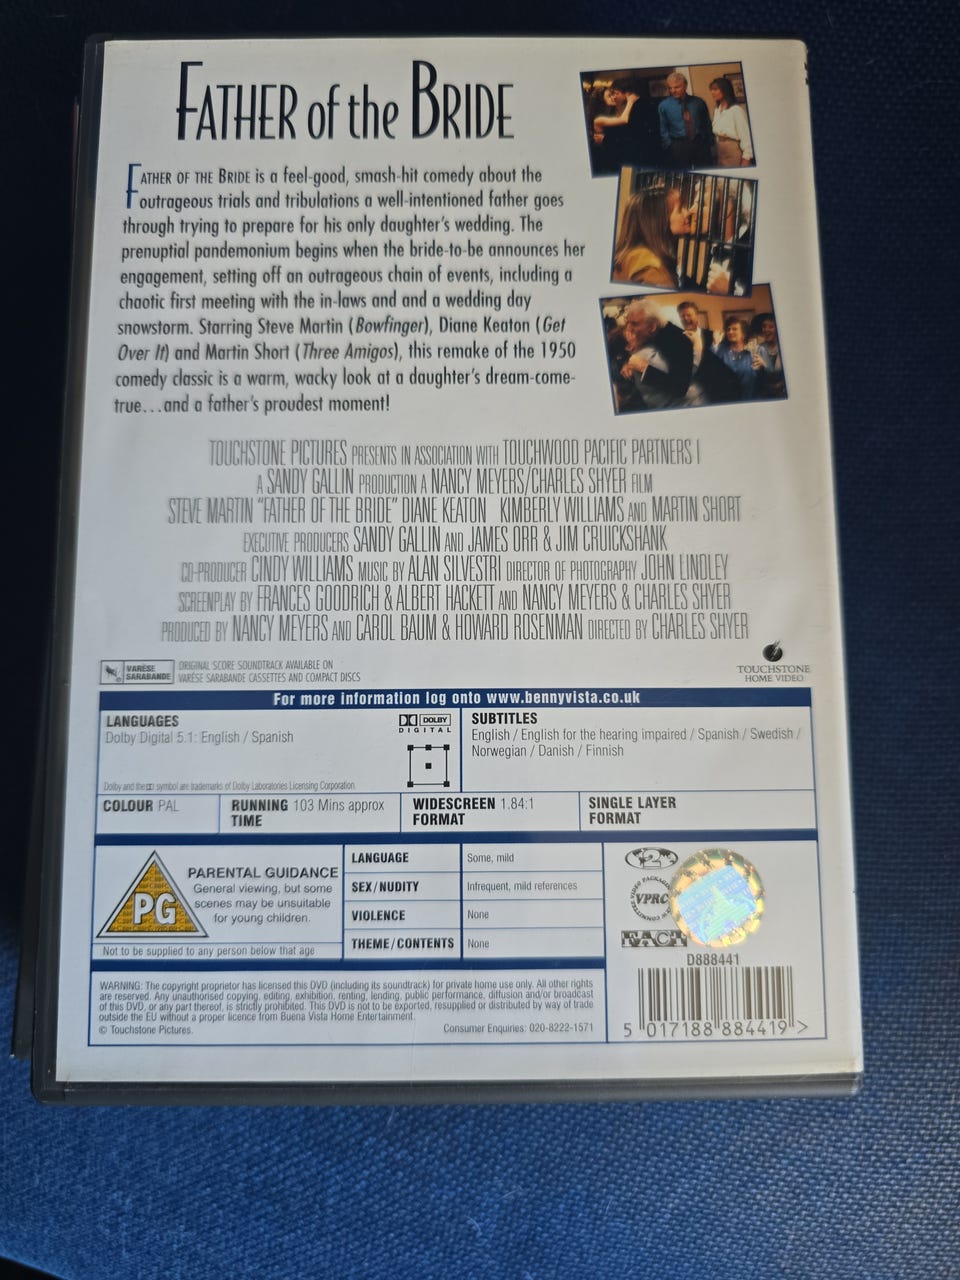 FATHER of the BRIDE
FATHER OF THE BRIDE is a feel-good, smash-hit comedy about the
outrageous trials and tribulations a well-intentioned father goes
through trying to prepare for his only daughter's wedding. The
prenuptial pandemonium begins when the bride-to-be announces her
engagement, setting off an outrageous chain of events, including a
chaotic first meeting with the in-laws and and a wedding day
snowstorm. Starring Steve Martin (Bowfinger), Diane Keaton (Get
Over It) and Martin Short (Three Amigos), this remake of the 1950
comedy classic is a warm, wacky look at a daughter's dream-come-
true...and a father's proudest moment!
TOUCHSTONE PICTURES PRESENTS IN ASSOCIATION WITH TOUCHWOOD PACIFIC PARTNERS I
A SANDY GALLIN PRODUCTION A NANCY MEYERS/CHARLES SHYER FILM
STEVE MARTIN "FATHER OF THE BRIDE" DIANE KEATON KIMBERLY WILLIAMS AND MARTIN SHORT
EXECUTIVE PRODUCERS SANDY GALLIN AND JAMES ORR & JIM CRUICKSHANK
CO-PRODUCER CINDY WILLIAMS MUSIC BY ALAN SILVESTRI DIRECTOR OF PHOTOGRAPHY JOHN LINDLEY
SCREENPLAY BY FRANCES GOODRICH & ALBERT HACKETT AND NANCY MEYERS & CHARLES SHYER
PRODUCED BY NANCY MEYERS AND CAROL BAUM & HOWARD ROSENMAN DIRECTED BY CHARLES SHYER
VARÈSE
SARABANDE
ORIGINAL SCORE SOUNDTRACK AVAILABLE ON
VARÈSE SARABANDE CASSETTES AND COMPACT DISCS
TOUCHSTONE
HOME VIDEO
For more information log onto www.bennyvista.co.uk
LANGUAGES
Dolby Digital 5.1: English / Spanish
DOLBY
DIGITAL
Dolby and the symbol are trademarks of Dolby Laboratories Licensing Corporation.
SUBTITLES
English / English for the hearing impaired / Spanish / Swedish /
Norwegian / Danish / Finnish
COLOUR PAL
RUNNING 103 Mins approx
TIME
WIDESCREEN 1.84:1
FORMAT
SINGLE LAYER
FORMAT
PG
PARENTAL GUIDANCE
General viewing, but some
scenes may be unsuitable
for young children.
Not to be supplied to any person below that age
LANGUAGE Some, mild
SEX/NUDITY Infrequent, mild references
VIOLENCE None
THEME/CONTENTS None
2
VPRC
FACT
WARNING: The copyright proprietor has licensed this DVD (including its soundtrack) for private home use only. All other rights
are reserved. Any unauthorised copying, editing, exhibition, renting, lending, public performance, diffusion and/or broadcast
of this DVD, or any part thereof, is strictly prohibited. This DVD is not to be exported, resupplied or distributed by way of trade
outside the EU without a proper licence from Buena Vista Home Entertainment.
© Touchstone Pictures.
Consumer Enquiries: 020-8222-1571
D888441
5 017188 884419 >